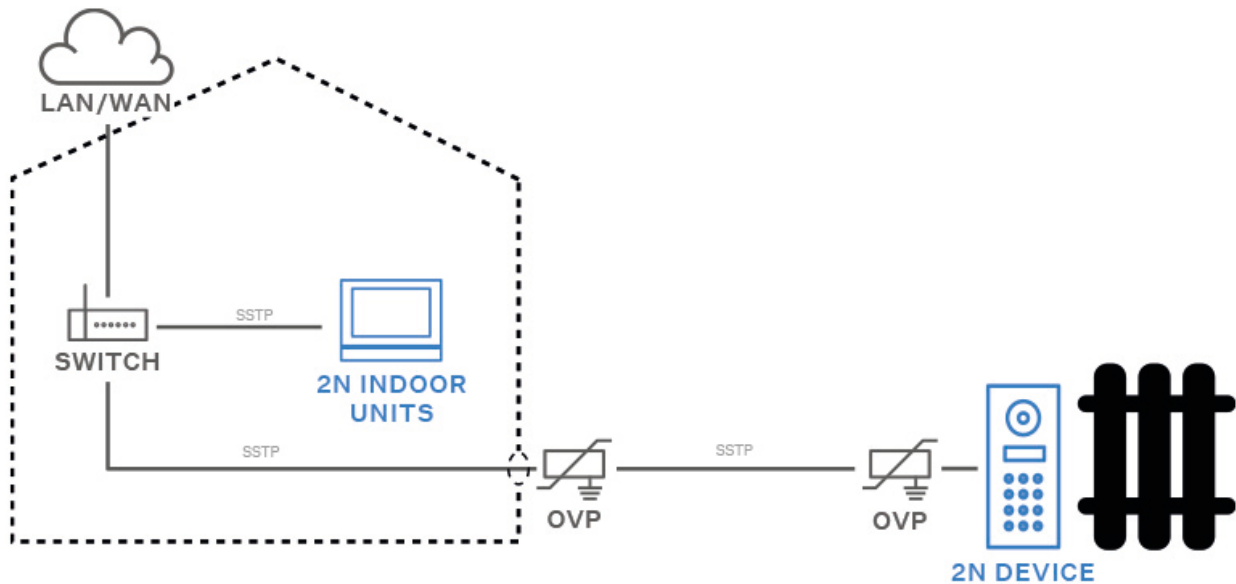 LAN/WAN
SSTP
SWITCH
2N INDOOR
UNITS
SSTP
SSTP
OVP
OVP
2N DEVICE